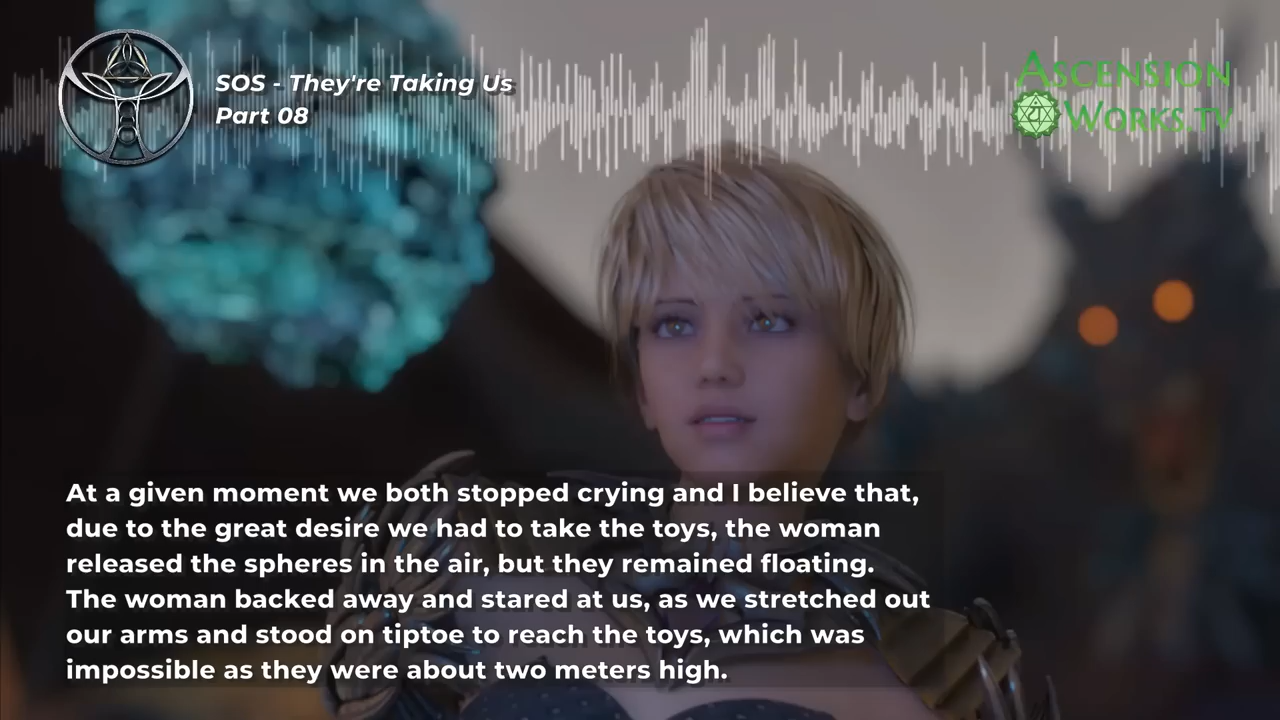 SOS - They're Taking Us
Part 08
ASCENSION
WORKS.TV
At a given moment we both stopped crying and I believe that,
due to the great desire we had to take the toys, the woman
released the spheres in the air, but they remained floating.
The woman backed away and stared at us, as we stretched out
our arms and stood on tiptoe to reach the toys, which was
impossible as they were about two meters high.